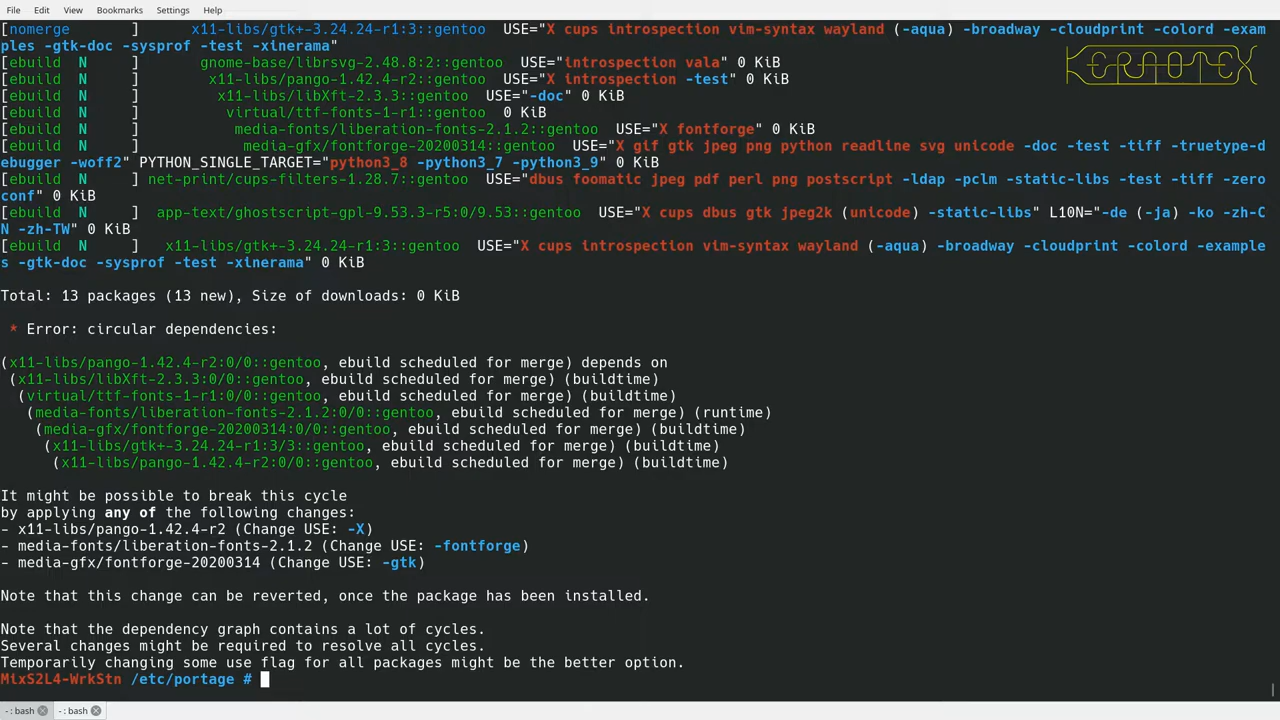 File Edit View Bookmarks Settings Help
[nomerge ] x11-libs/gtk+-3.24.24-r1:3::gentoo USE="X cups introspection vim-syntax wayland (-aqua) -broadway -cloudprint -colord -exam
ples -gtk-doc -sysprof -test -xinerama"
[ebuild N ] gnome-base/librsvg-2.48.8:2::gentoo USE="introspection vala" 0 KiB
[ebuild N ] x11-libs/pango-1.42.4-r2::gentoo USE="X introspection -test" 0 KiB
[ebuild N ] x11-libs/libXft-2.3.3::gentoo USE="-doc" 0 KiB
[ebuild N ] virtual/ttf-fonts-1-r1::gentoo 0 KiB
[ebuild N ] media-fonts/liberation-fonts-2.1.2::gentoo USE="X fontforge" 0 KiB
[ebuild N ] media-gfx/fontforge-20200314::gentoo USE="X gif gtk jpeg png python readline svg unicode -doc -test -tiff -truetype-d
ebugger -woff2" PYTHON_SINGLE_TARGET="python3_8 -python3_7 -python3_9" 0 KiB
[ebuild N ] net-print/cups-filters-1.28.7::gentoo USE="dbus foomatic jpeg pdf perl png postscript -ldap -pclm -static-libs -test -tiff -zero
conf" 0 KiB
[ebuild N ] app-text/ghostscript-gpl-9.53.3-r5:0/9.53::gentoo USE="X cups dbus gtk jpeg2k (unicode) -static-libs" L10N="-de (-ja) -ko -zh-C
N -zh-TW" 0 KiB
[ebuild N ] x11-libs/gtk+-3.24.24-r1:3::gentoo USE="X cups introspection vim-syntax wayland (-aqua) -broadway -cloudprint -colord -example
s -gtk-doc -sysprof -test -xinerama" 0 KiB
Total: 13 packages (13 new), Size of downloads: 0 KiB
* Error: circular dependencies:
(x11-libs/pango-1.42.4-r2:0/0::gentoo, ebuild scheduled for merge) depends on
(x11-libs/libXft-2.3.3:0/0::gentoo, ebuild scheduled for merge) (buildtime)
(virtual/ttf-fonts-1-r1:0/0::gentoo, ebuild scheduled for merge) (buildtime)
(media-fonts/liberation-fonts-2.1.2:0/0::gentoo, ebuild scheduled for merge) (runtime)
(media-gfx/fontforge-20200314:0/0::gentoo, ebuild scheduled for merge) (buildtime)
(x11-libs/gtk+-3.24.24-r1:3/3::gentoo, ebuild scheduled for merge) (buildtime)
(x11-libs/pango-1.42.4-r2:0/0::gentoo, ebuild scheduled for merge) (buildtime)
It might be possible to break this cycle
by applying any of the following changes:
- x11-libs/pango-1.42.4-r2 (Change USE: -X)
- media-fonts/liberation-fonts-2.1.2 (Change USE: -fontforge)
- media-gfx/fontforge-20200314 (Change USE: -gtk)
Note that this change can be reverted, once the package has been installed.
Note that the dependency graph contains a lot of cycles.
Several changes might be required to resolve all cycles.
Temporarily changing some use flag for all packages might be the better option.
MixS2L4-WrkStn /etc/portage #
- : bash - : bash